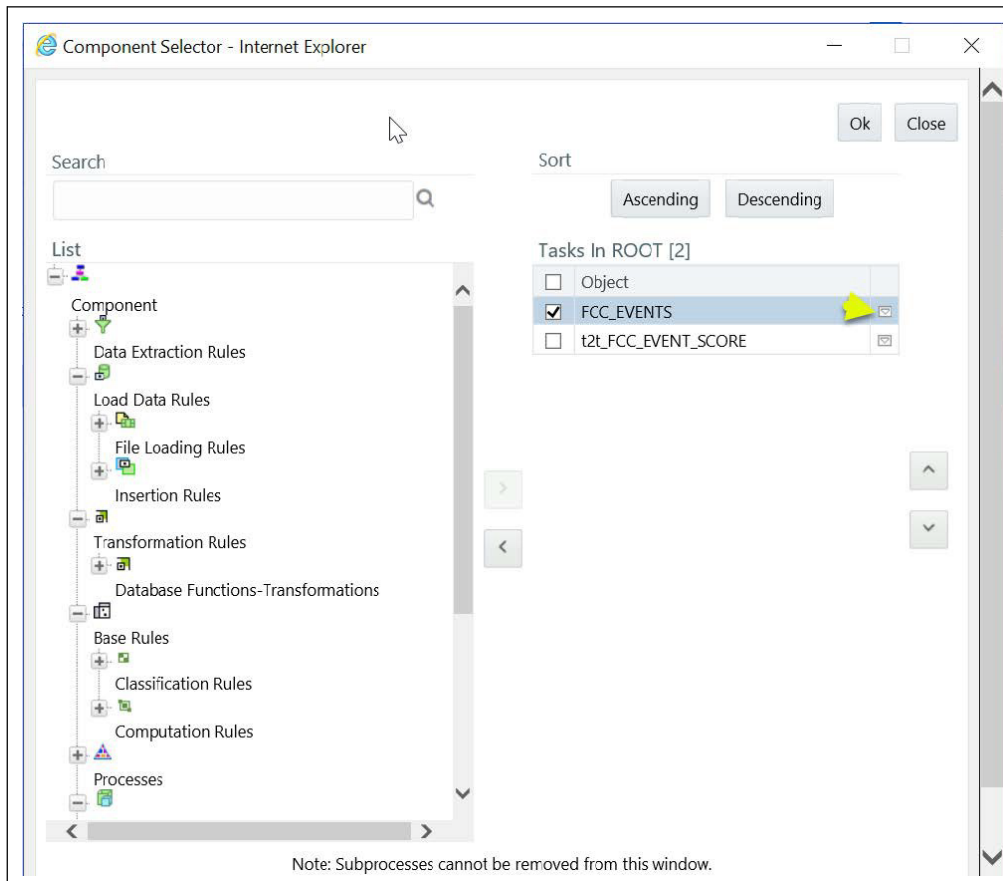 Component Selector - Internet Explorer
Ok Close
Search
Sort
Ascending Descending
List
Tasks In ROOT [2]
Object
FCC_EVENTS
t2t_FCC_EVENT_SCORE
Component
Data Extraction Rules
Load Data Rules
File Loading Rules
Insertion Rules
Transformation Rules
Database Functions-Transformations
Base Rules
Classification Rules
Computation Rules
Processes
Note: Subprocesses cannot be removed from this window.